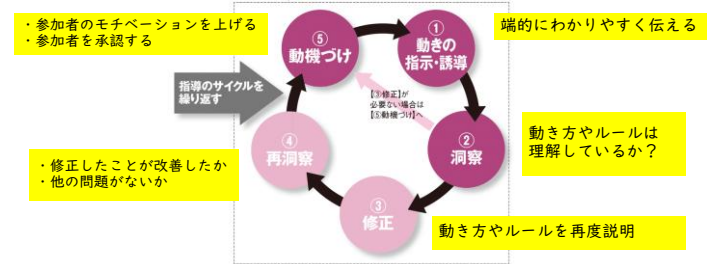 ・参加者のモチベーションを上げる
・参加者を承認する
⑤
動機づけ
①
動きの
指示・誘導
端的にわかりやすく伝える
指導のサイクルを
繰り返す
【③修正】が
必要ない場合は
【⑤動機づけ】へ
②
洞察
動き方やルールは
理解しているか？
④
再洞察
・修正したことが改善したか
・他の問題がないか
③
修正
動き方やルールを再度説明